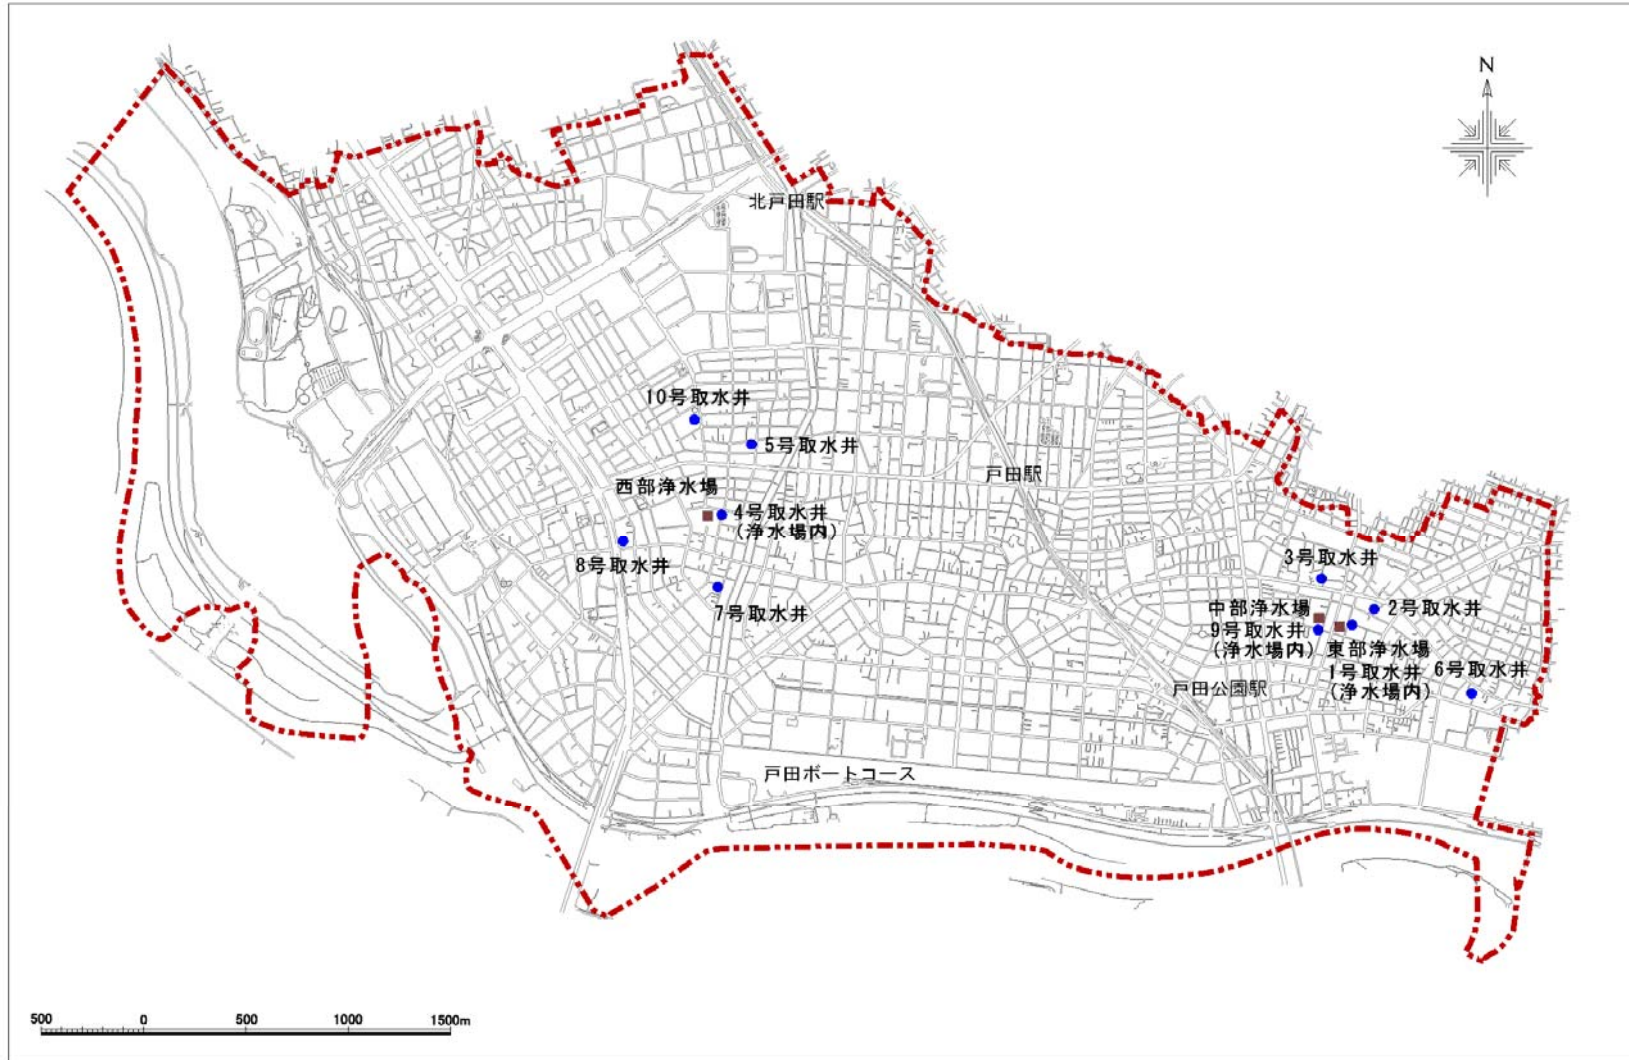 N
北戸田駅
10号取水井
5号取水井
戸田駅
西部浄水場
4号取水井
(浄水場内)
8号取水井
3号取水井
7号取水井
2号取水井
中部浄水場
9号取水井
(浄水場内)
東部浄水場
1号取水井
(浄水場内)
6号取水井
戸田公園駅
戸田ボートコース
500 0 500 1000 1500m